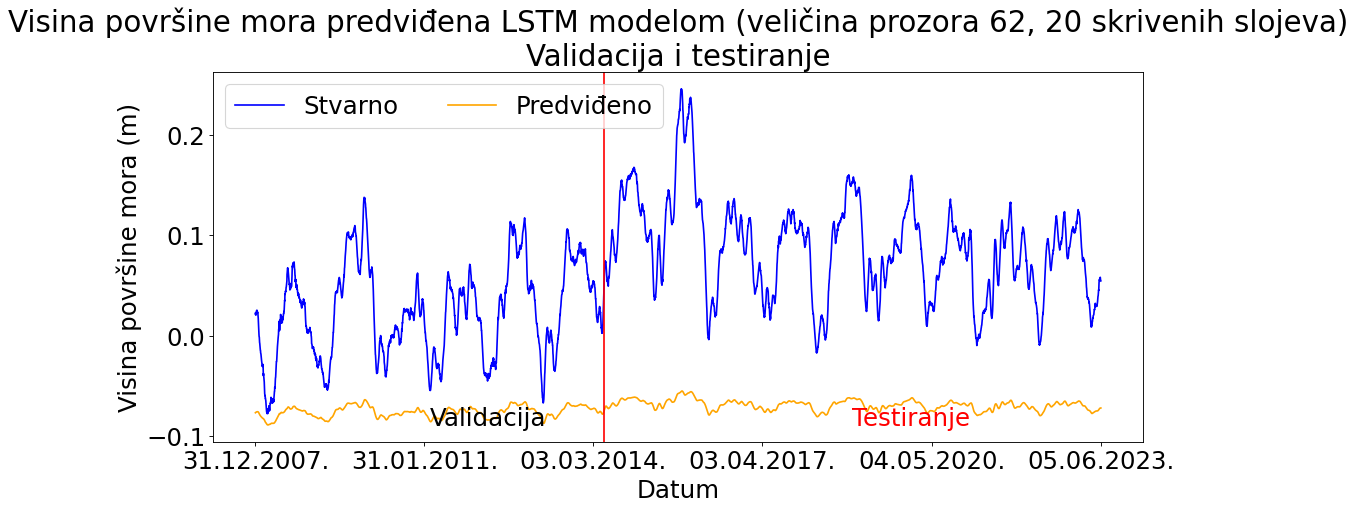 Visina površine mora predviđena LSTM modelom (veličina prozora 62, 20 skrivenih slojeva)
Validacija i testiranje
Stvarno
Predviđeno
Visina površine mora (m)
0.2
0.1
0.0
−0.1
Validacija
Testiranje
31.12.2007.
31.01.2011.
03.03.2014.
03.04.2017.
04.05.2020.
05.06.2023.
Datum